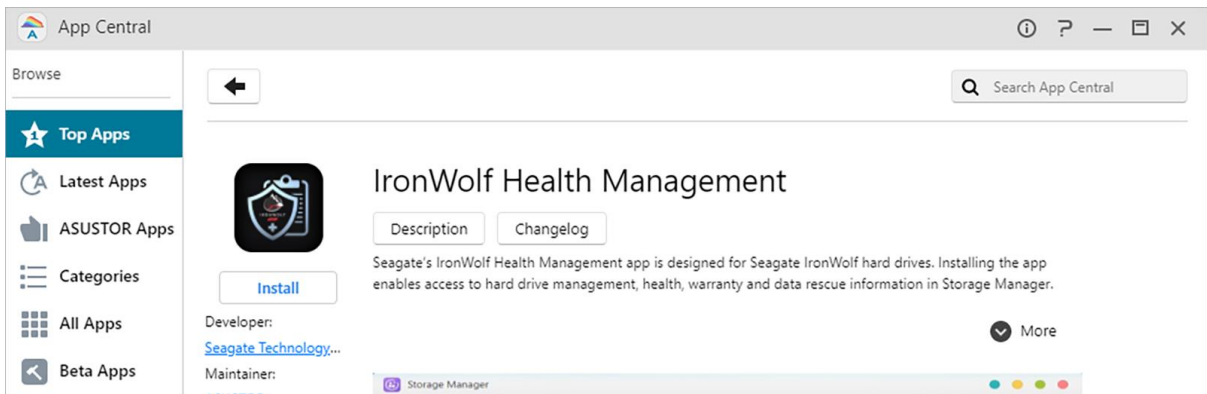 App Central
Browse
Search App Central
Top Apps
Latest Apps
ASUSTOR Apps
Categories
All Apps
Beta Apps
IronWolf Health Management
Description
Changelog
Seagate's IronWolf Health Management app is designed for Seagate IronWolf hard drives. Installing the app
enables access to hard drive management, health, warranty and data rescue information in Storage Manager.
More
Install
Developer:
Seagate Technology...
Maintainer:
Storage Manager